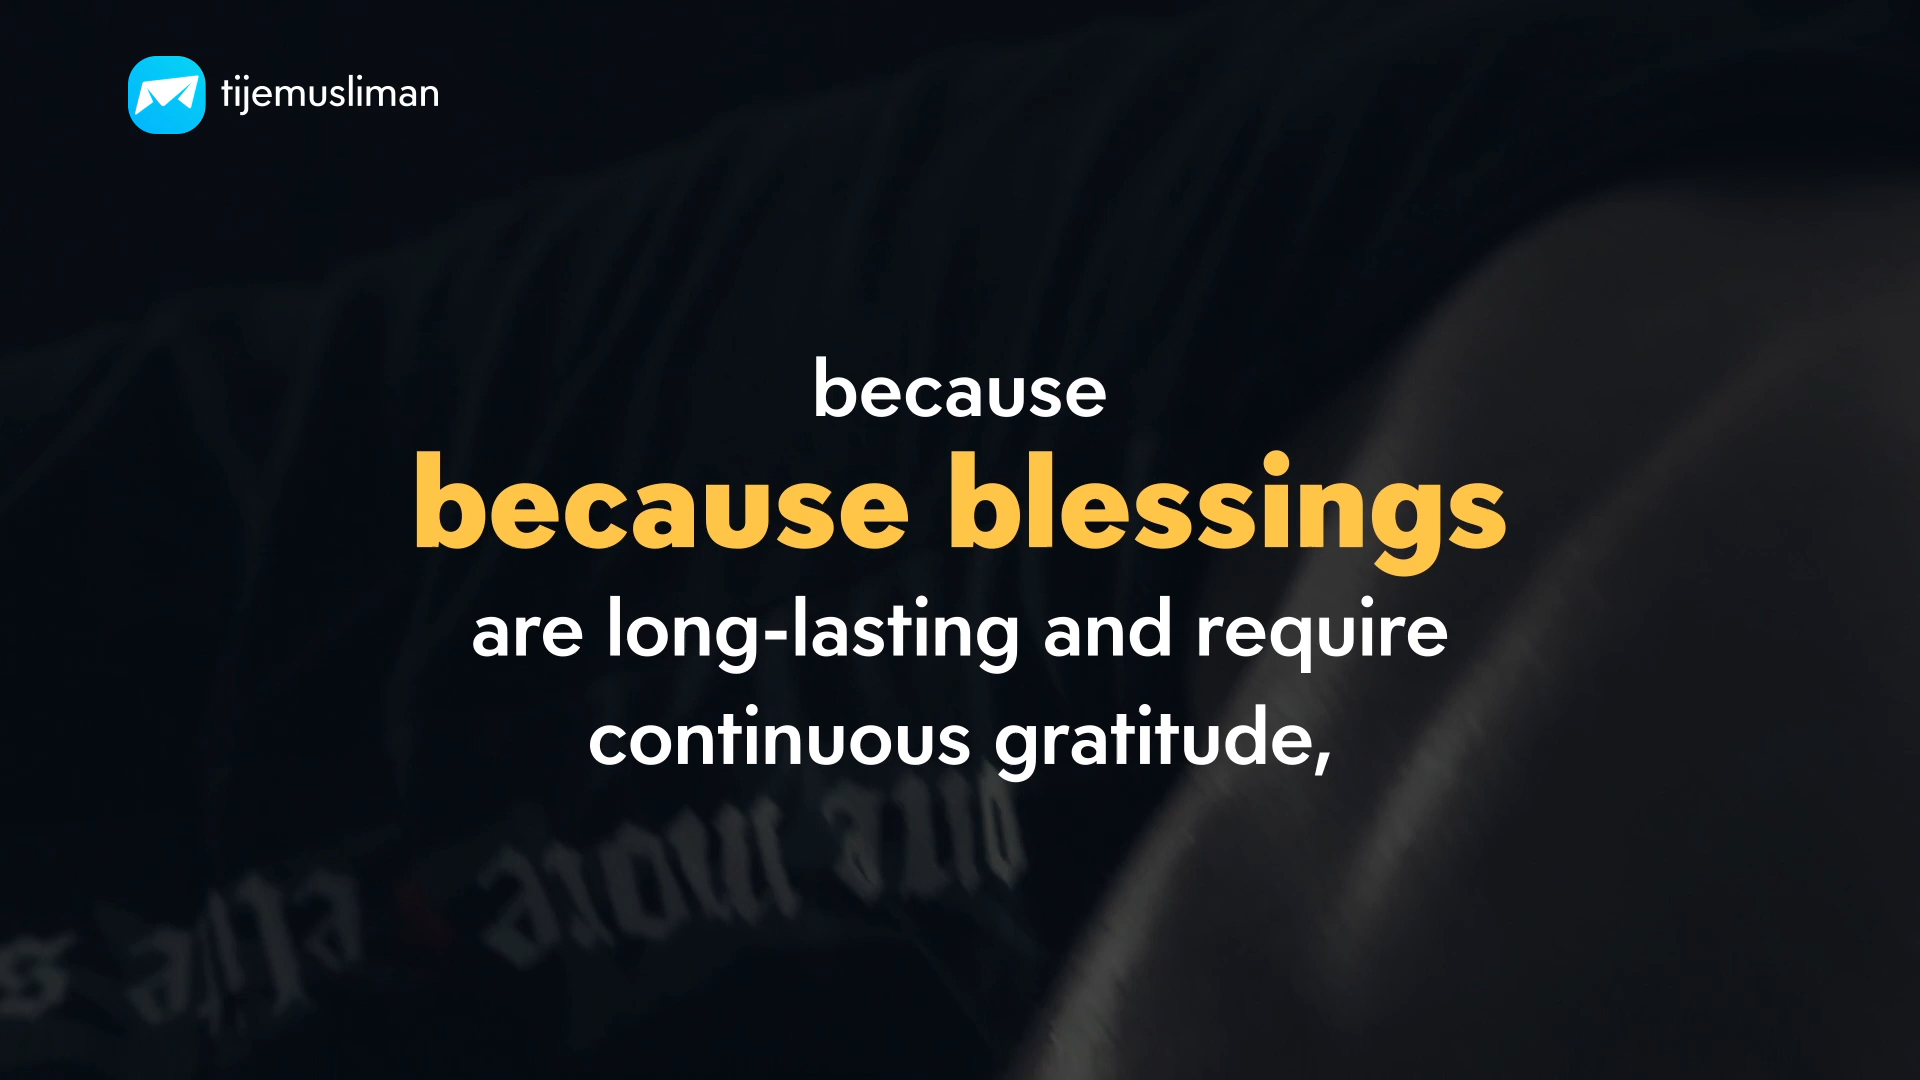 tijemusliman
because
because blessings
are long-lasting and require
continuous gratitude,